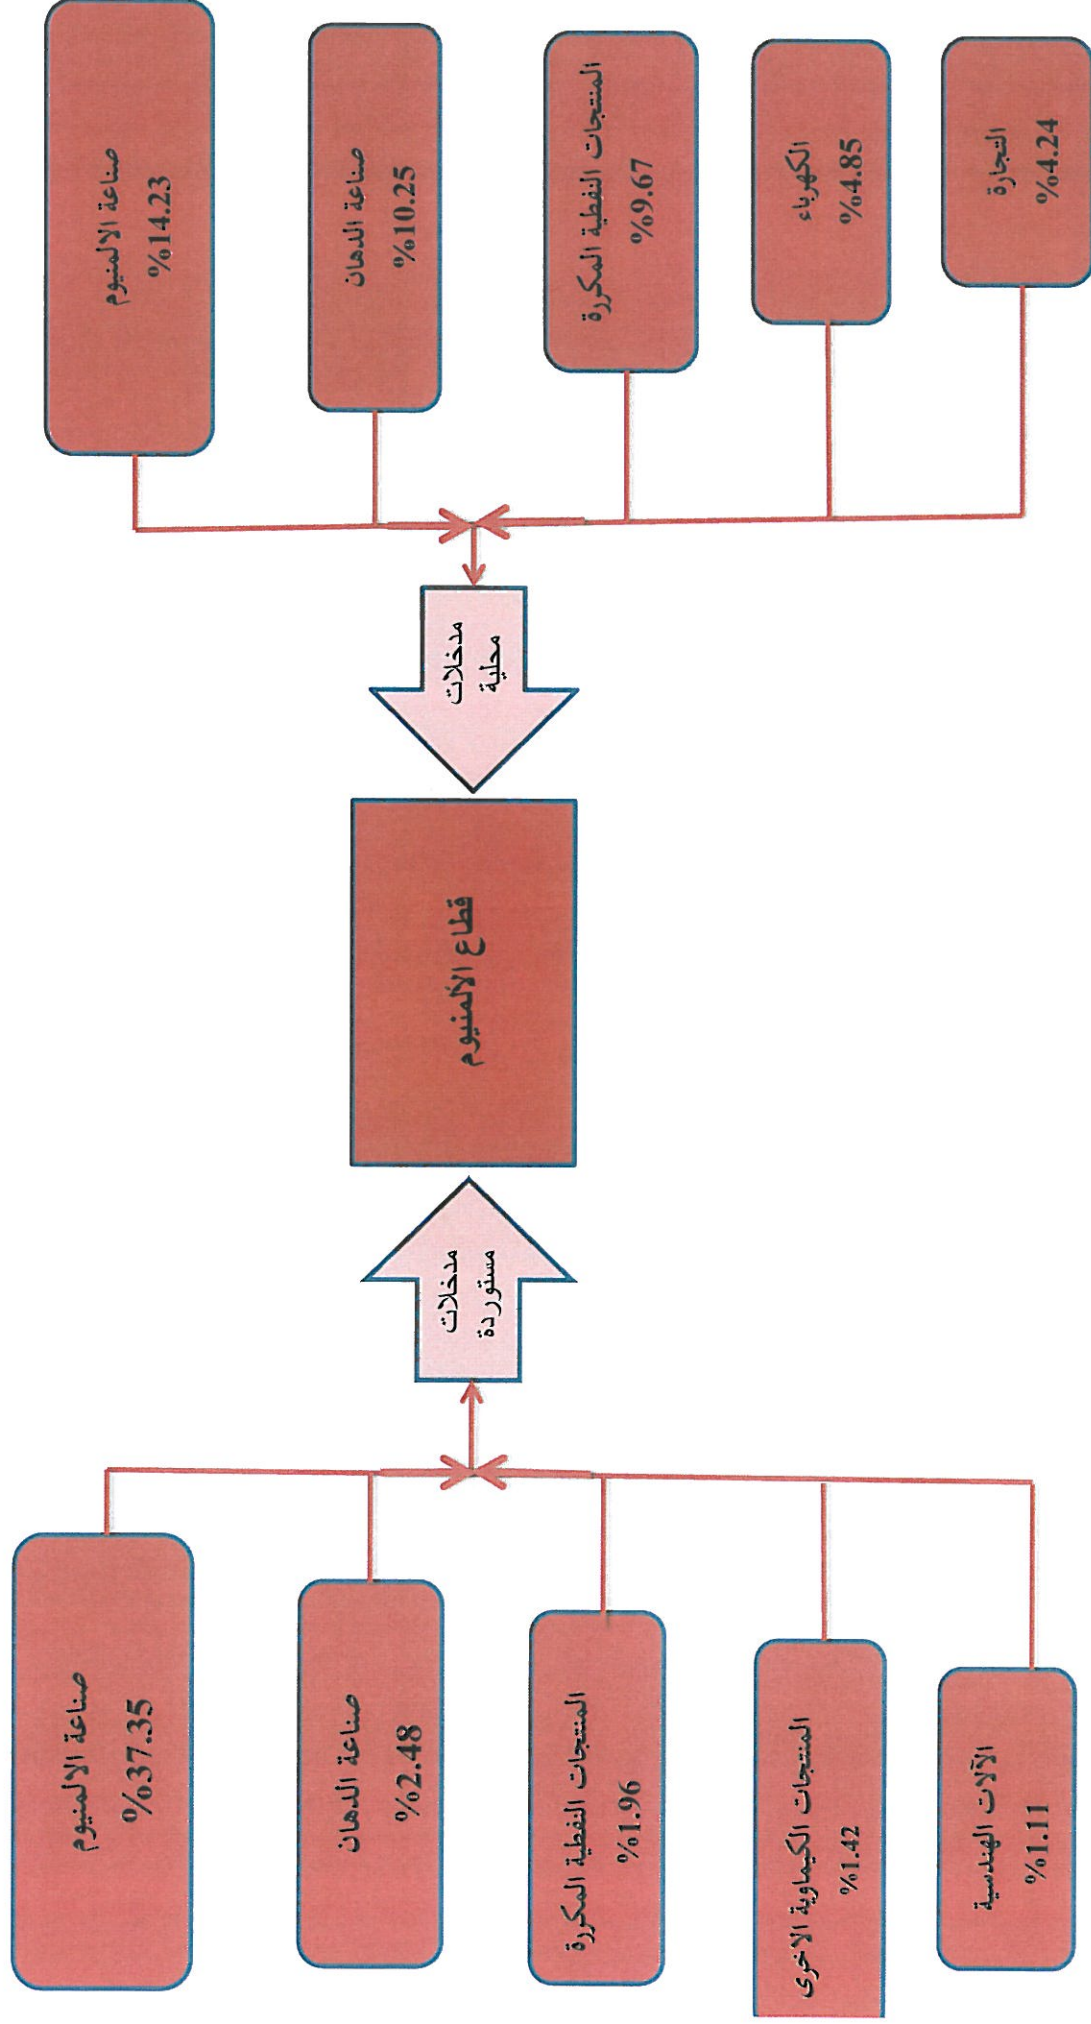 صناعة الالمنيوم
%14.23
صناعة الدهان
%10.25
المنتجات النفطية المكررة
%9.67
الكهرباء
%4.85
التجارة
%4.24
مدخلات
محلية
قطاع الألمنيوم
مدخلات
مستوردة
صناعة الالمنيوم
%37.35
صناعة الدهان
%2.48
المنتجات النفطية المكررة
%1.96
المنتجات الكيماوية الاخرى
%1.42
الآلات الهندسية
%1.11